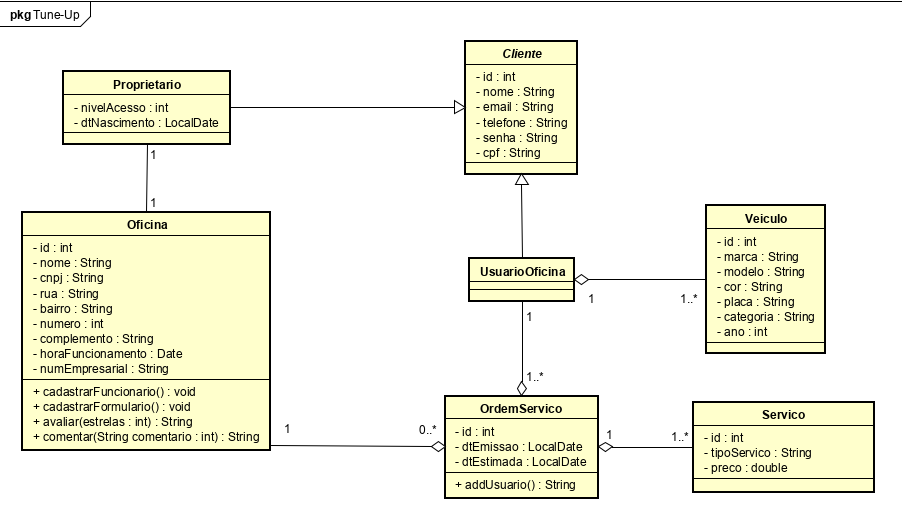 pkg Tune-Up
Cliente
- id : int
- nome : String
- email : String
- telefone : String
- senha : String
- cpf : String
Proprietario
- nivelAcesso : int
- dtNascimento : LocalDate
1
1
Oficina
- id : int
- nome : String
- cnpj : String
- rua : String
- bairro : String
- numero : int
- complemento : String
- horaFuncionamento : Date
- numEmpresarial : String
+ cadastrarFuncionario() : void
+ cadastrarFormulario() : void
+ avaliar(estrelas : int) : String
+ comentar(String comentario : int) : String
UsuarioOficina
1
1..*
Veiculo
- id : int
- marca : String
- modelo : String
- cor : String
- placa : String
- categoria : String
- ano : int
1
1..*
1
0..*
OrdemServico
- id : int
- dtEmissao : LocalDate
- dtEstimada : LocalDate
+ addUsuario() : String
1
1..*
Servico
- id : int
- tipoServico : String
- preco : double